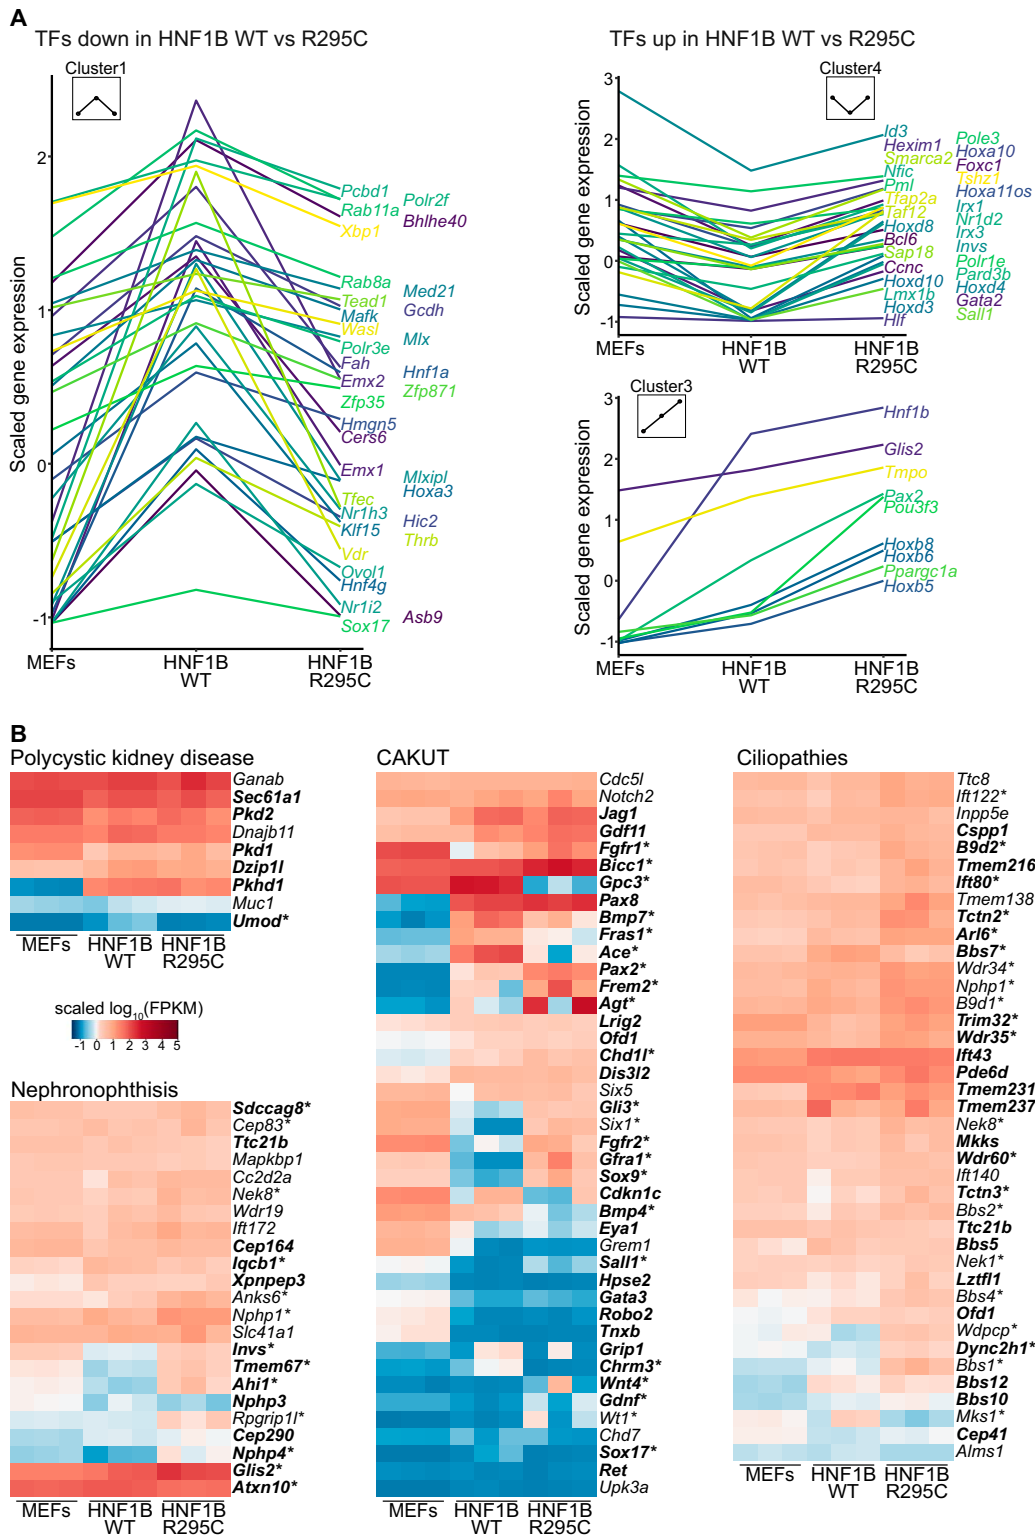 A
TFs down in HNF1B WT vs R295C
Cluster1
Scaled gene expression
2
1
0
-1
Pcbd1
Polr2f
Rab11a
Bhlhe40
Xbp1
Rab8a
Med21
Tead1
Gcdh
Mafk
Wasl
Mlx
Polr3e
Fah
Hnf1a
Emx2
Zfp871
Zfp35
Hmgn5
Cers6
Emx1
Mlxipl
Hoxa3
Tfec
Nr1h3
Hic2
Klf15
Thrb
Vdr
Ovol1
Hnf4g
Nr1i2
Asb9
Sox17
MEFs
HNF1B
WT
HNF1B
R295C
TFs up in HNF1B WT vs R295C
Cluster4
Scaled gene expression
3
2
1
0
-1
Id3
Pole3
Hexim1
Hoxa10
Smarca2
Foxc1
Nfic
Tshz1
Pml
Hoxa11os
Tfap2a
Irx1
Taf12
Nr1d2
Hoxd8
Irx3
Bcl6
Invs
Sap18
Polr1e
Ccnc
Pard3b
Hoxd10
Hoxd4
Lmx1b
Gata2
Hoxd3
Sall1
Hlf
MEFs
HNF1B
WT
HNF1B
R295C
Cluster3
Scaled gene expression
3
2
1
0
-1
Hnf1b
Glis2
Tmpo
Pax2
Pou3f3
Hoxb8
Hoxb6
Ppargc1a
Hoxb5
MEFs
HNF1B
WT
HNF1B
R295C
B
Polycystic kidney disease
Ganab
Sec61a1
Pkd2
Dnajb11
Pkd1
Dzip1l
Pkhd1
Muc1
Umod*
MEFs
HNF1B
WT
HNF1B
R295C
scaled log10(FPKM)
-1 0 1 2 3 4 5
Nephronophthisis
Sdccag8*
Cep83*
Ttc21b
Mapkbp1
Cc2d2a
Nek8*
Wdr19
Ift172
Cep164
Iqcb1*
Xpnpep3
Anks6*
Nphp1*
Slc41a1
Invs*
Tmem67*
Ahi1*
Nphp3
Rpgrip1l*
Cep290
Nphp4*
Glis2*
Atxn10*
MEFs
HNF1B
WT
HNF1B
R295C
CAKUT
Cdc5l
Notch2
Jag1
Gdf11
Fgfr1*
Bicc1*
Gpc3*
Pax8
Bmp7*
Fras1*
Ace*
Pax2*
Frem2*
Agt*
Lrig2
Ofd1
Chd1l*
Dis3l2
Six5
Gli3*
Six1*
Fgfr2*
Gfra1*
Sox9*
Cdkn1c
Bmp4*
Eya1
Grem1
Sall1*
Hpse2
Gata3
Robo2
Tnxb
Grip1
Chrm3*
Wnt4*
Gdnf*
Wt1*
Chd7
Sox17*
Ret
Upk3a
MEFs
HNF1B
WT
HNF1B
R295C
Ciliopathies
Ttc8
Ift122*
Inpp5e
Cspp1
B9d2*
Tmem216
Ift80*
Tmem138
Tctn2*
Arl6*
Bbs7*
Wdr34*
Nphp1*
B9d1*
Trim32*
Wdr35*
Ift43
Pde6d
Tmem231
Tmem237
Nek8*
Mkks
Wdr60*
Ift140
Tctn3*
Bbs2*
Ttc21b
Bbs5
Nek1*
Lztfl1
Bbs4*
Ofd1
Wdpcp*
Dync2h1*
Bbs1*
Bbs12
Bbs10
Mks1*
Cep41
Alms1
MEFs
HNF1B
WT
HNF1B
R295C